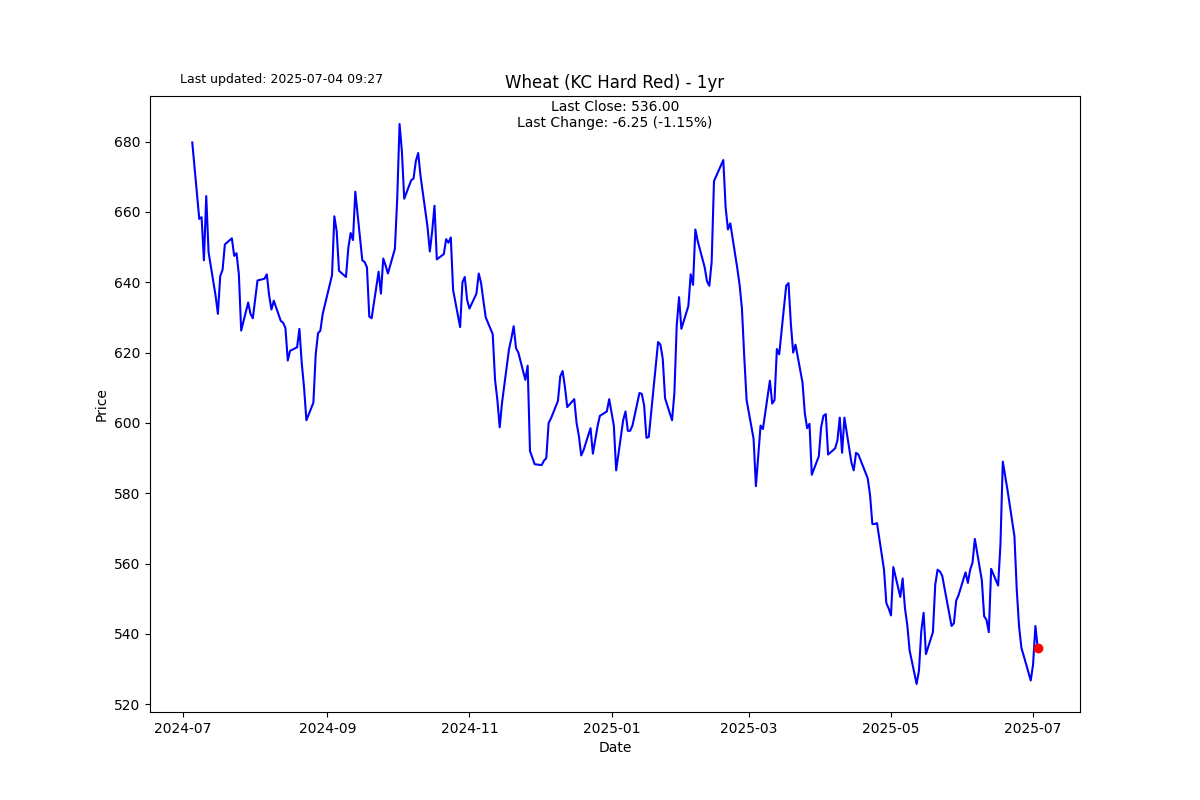 Last updated: 2025-07-04 09:27
Wheat (KC Hard Red) - 1yr
Last Close: 536.00
Last Change: -6.25 (-1.15%)
Price
680
660
640
620
600
580
560
540
520
2024-07
2024-09
2024-11
2025-01
2025-03
2025-05
2025-07
Date